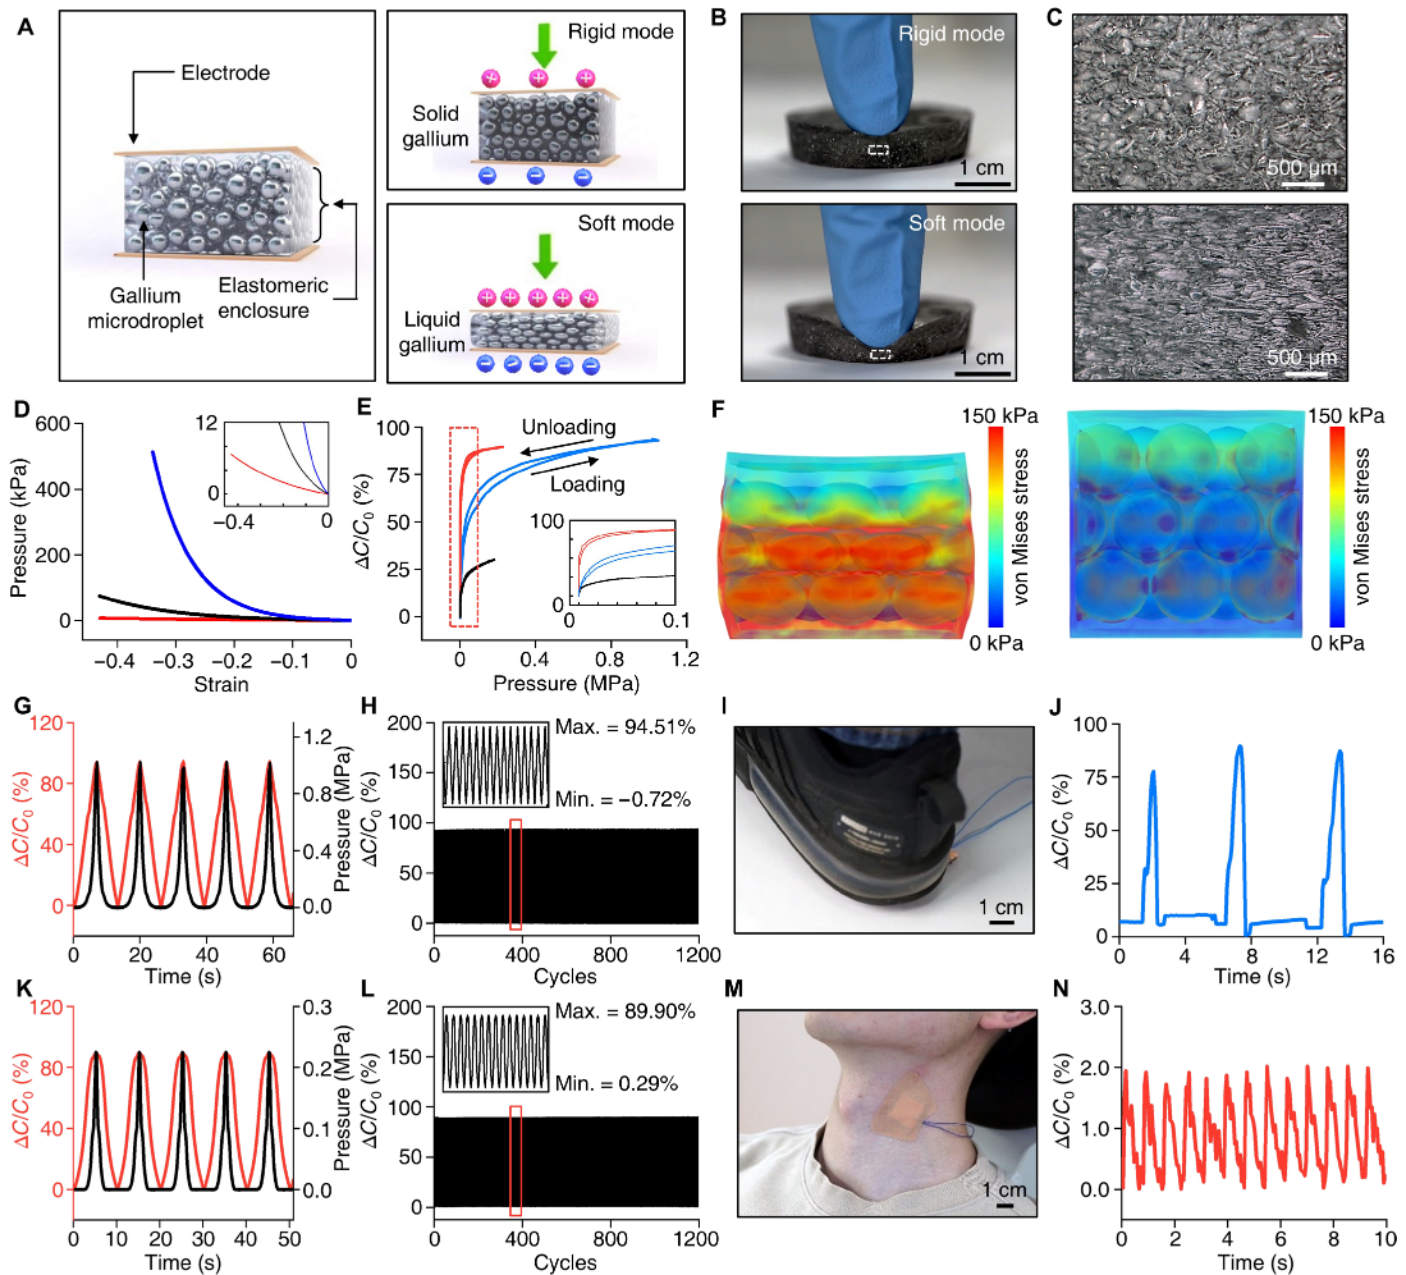 A
Electrode
Gallium
microdroplet
Elastomeric
enclosure
Rigid mode
Solid
gallium
Soft mode
Liquid
gallium
B
Rigid mode
1 cm
Soft mode
1 cm
C
500 μm
500 μm
D
Pressure (kPa)
600
400
200
0
−0.4
−0.3
−0.2
−0.1
0
Strain
12
0
−0.4
0
E
ΔC/C0 (%)
100
75
50
25
0
0
0.4
0.8
1.2
Pressure (MPa)
Unloading
Loading
100
0
0
0.1
F
150 kPa
von Mises stress
0 kPa
150 kPa
von Mises stress
0 kPa
G
ΔC/C0 (%)
120
80
40
0
0
20
40
60
Time (s)
1.2
0.8
0.4
0.0
Pressure (MPa)
H
ΔC/C0 (%)
200
150
100
50
0
0
400
800
1200
Cycles
Max. = 94.51%
Min. = −0.72%
I
1 cm
J
ΔC/C0 (%)
100
75
50
25
0
0
4
8
12
16
Time (s)
K
ΔC/C0 (%)
120
80
40
0
0
10
20
30
40
50
Time (s)
0.3
0.2
0.1
0.0
Pressure (MPa)
L
ΔC/C0 (%)
200
150
100
50
0
0
400
800
1200
Cycles
Max. = 89.90%
Min. = 0.29%
M
1 cm
N
ΔC/C0 (%)
3.0
2.0
1.0
0.0
0
2
4
6
8
10
Time (s)